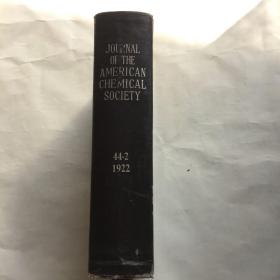 JOURNAL
OF THE
AMERICAN
CHEMICAL
SOCIETY
44-2
1922